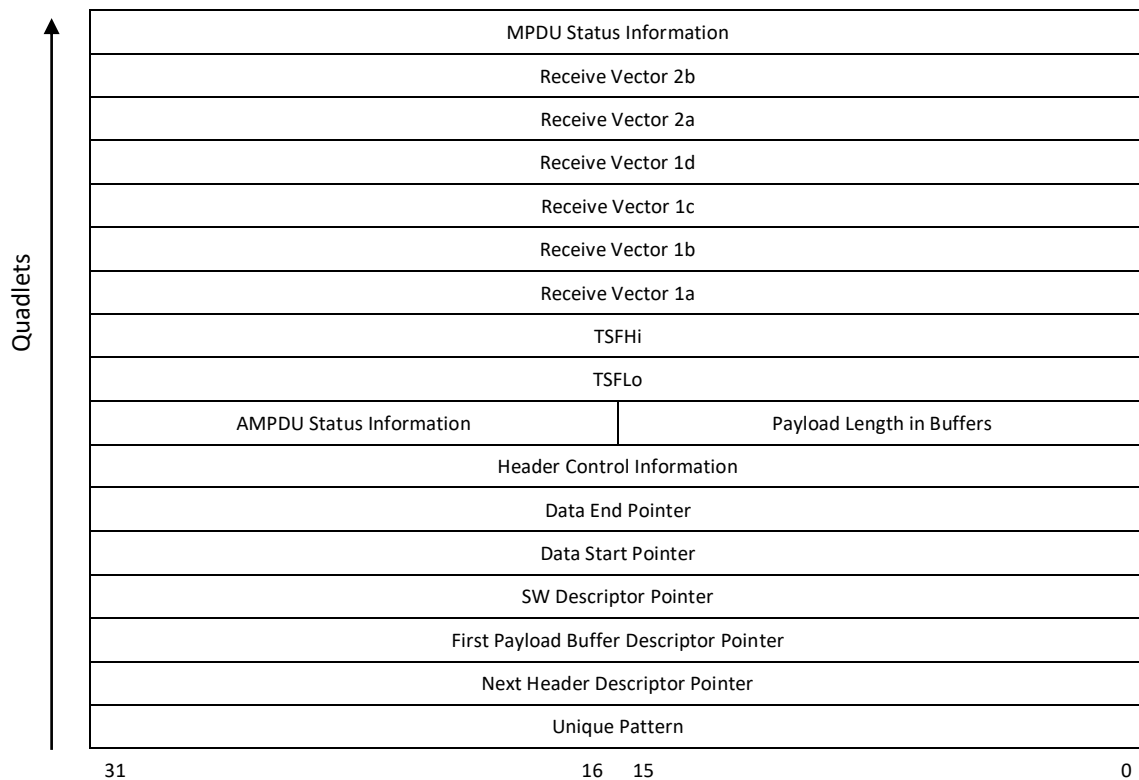 MPDU Status Information
Receive Vector 2b
Receive Vector 2a
Receive Vector 1d
Receive Vector 1c
Receive Vector 1b
Receive Vector 1a
Quadlets
TSFHi
TSFLo
AMPDU Status Information Payload Length in Buffers
Header Control Information
Data End Pointer
Data Start Pointer
SW Descriptor Pointer
First Payload Buffer Descriptor Pointer
Next Header Descriptor Pointer
Unique Pattern
31 16 15 0